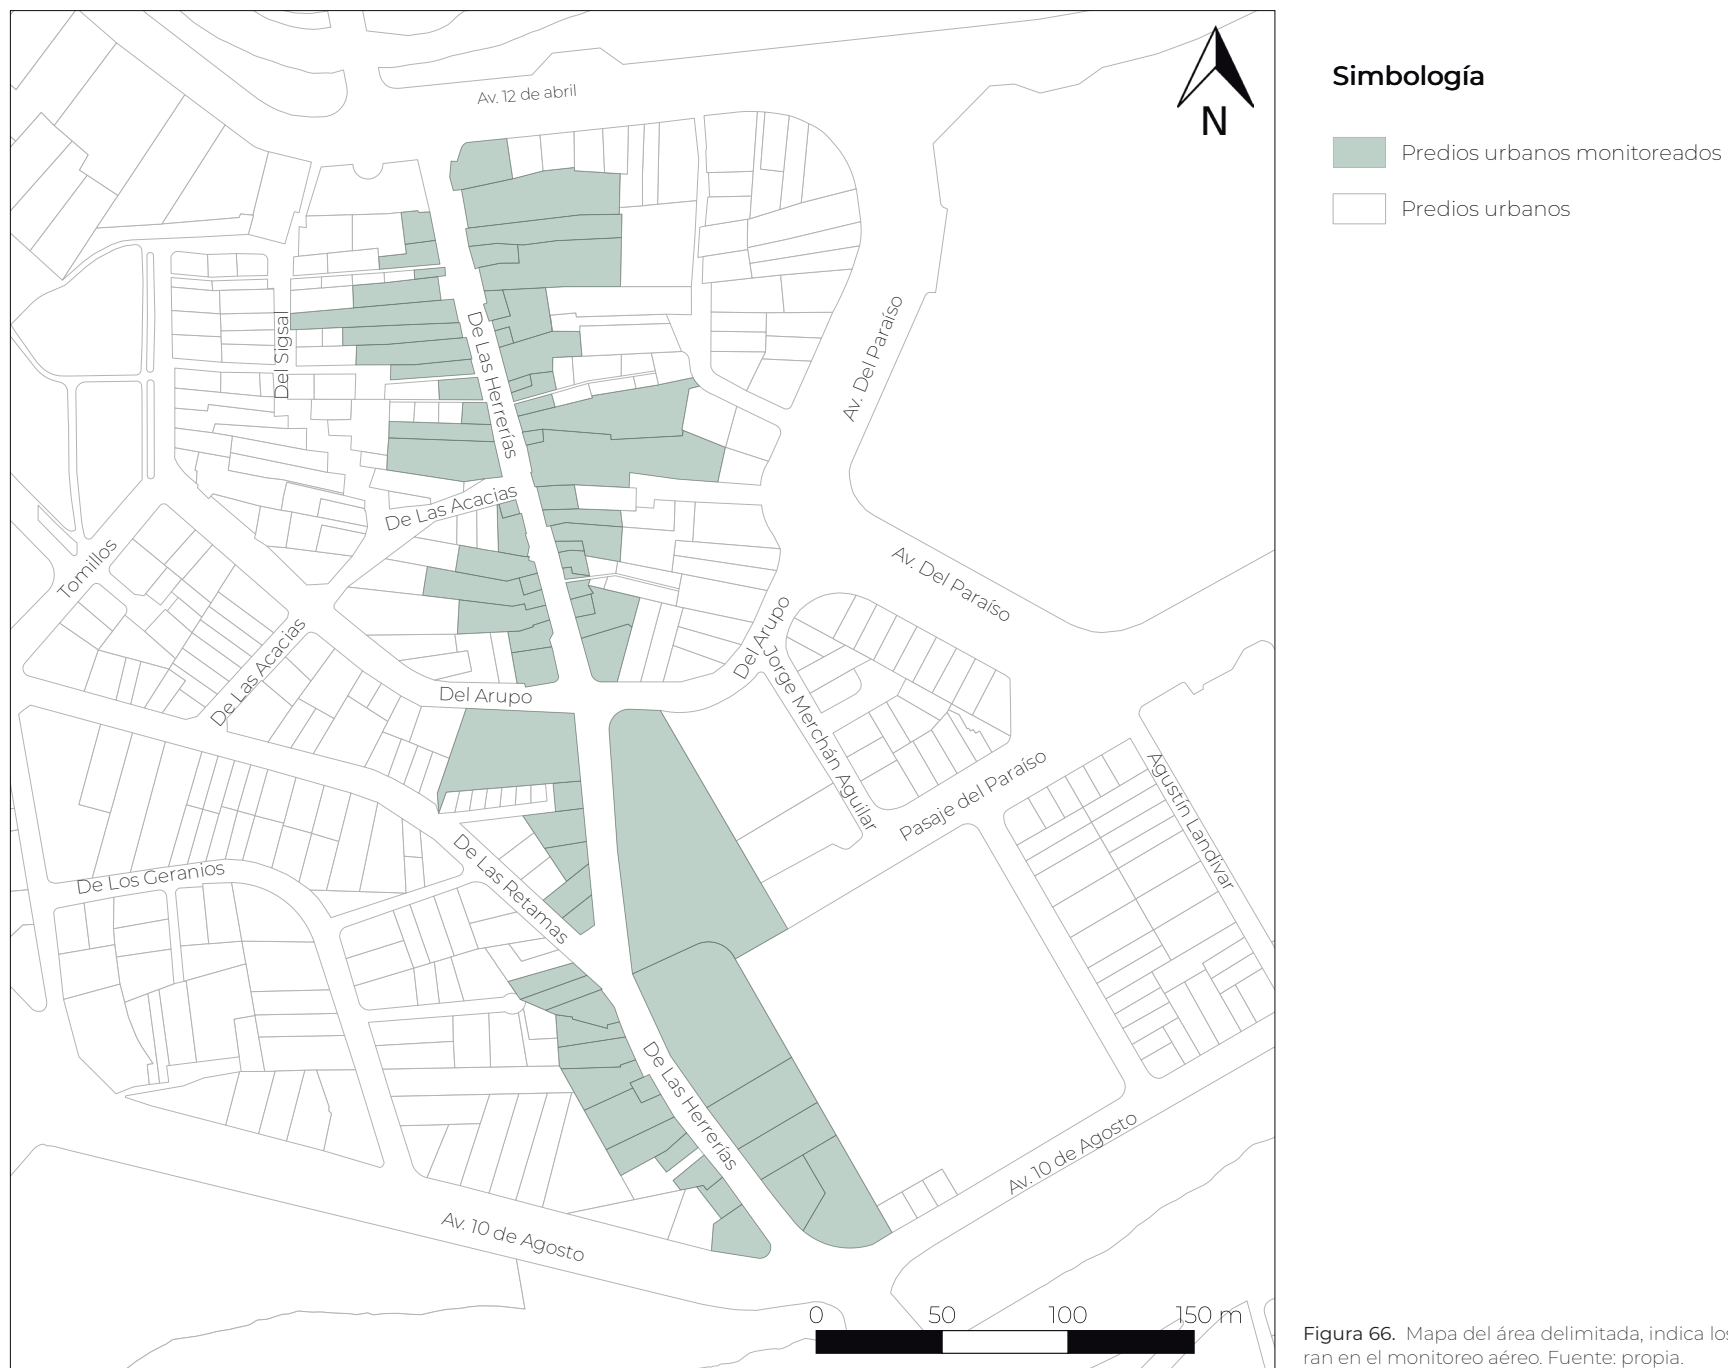 Av. 12 de abril
N
Simbología
Predios urbanos monitoreados
Predios urbanos
Del Sigsal
De Las Herrerías
Av. Del Paraíso
De Las Acacias
Av. Del Paraíso
Tomillos
De Las Acacias
Del Arupo
Del Arupo
Jorge Merchán Aguilar
Pasaje del Paraíso
Agustín Landivar
De Los Geranios
De Las Retamas
De Las Herrerías
Av. 10 de Agosto
Av. 10 de Agosto
0 50 100 150 m
Figura 66. Mapa del área delimitada, indica los
ran en el monitoreo aéreo. Fuente: propia.